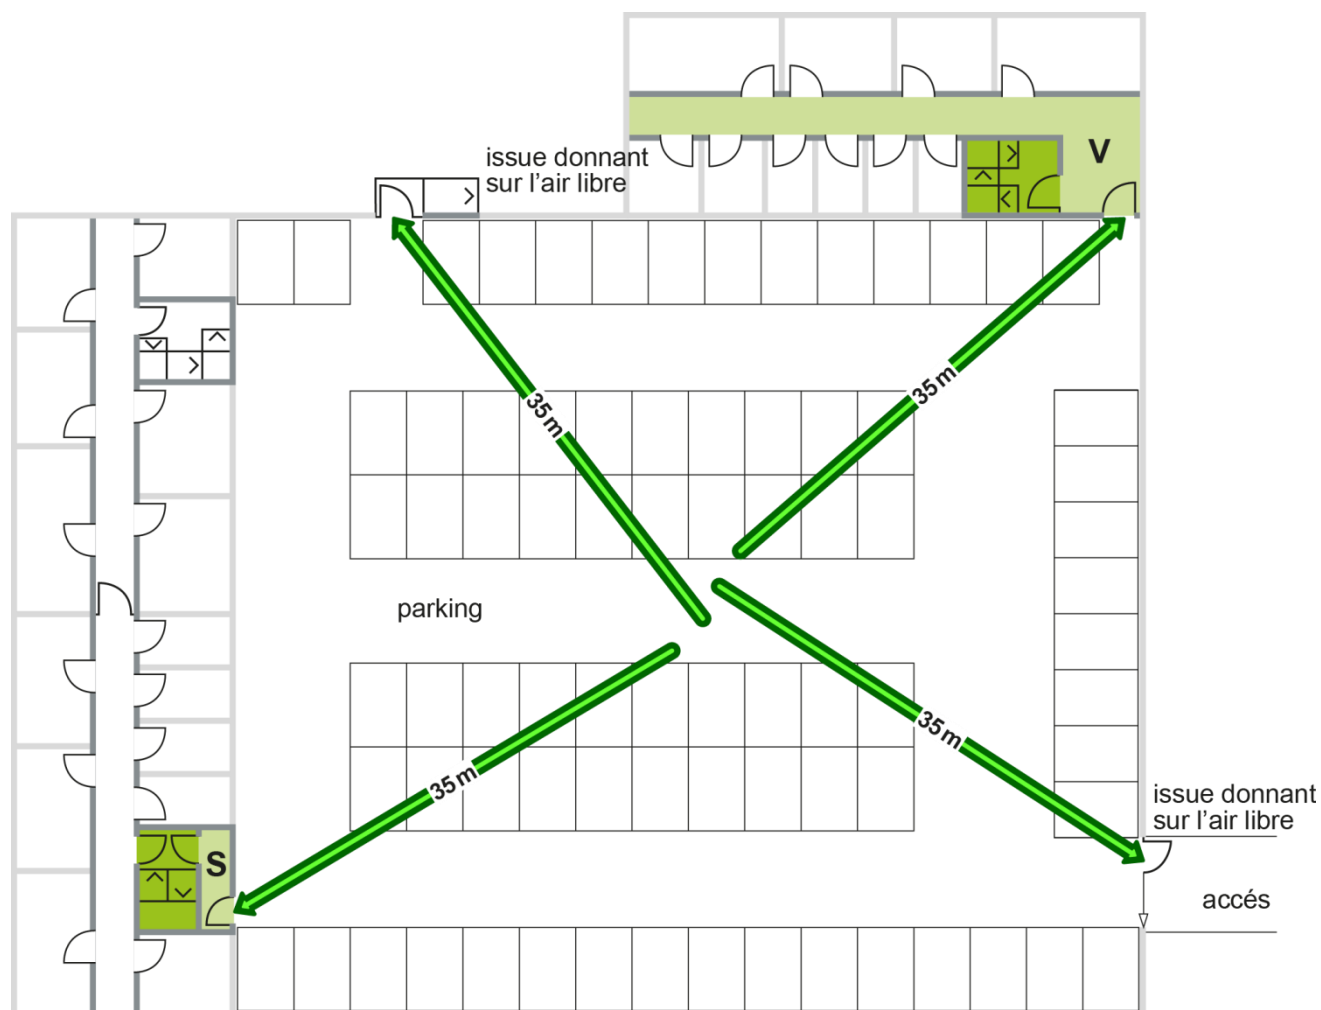 issue donnant
sur l’air libre
V
35 m
35 m
parking
35 m
35 m
issue donnant
sur l’air libre
S
accés